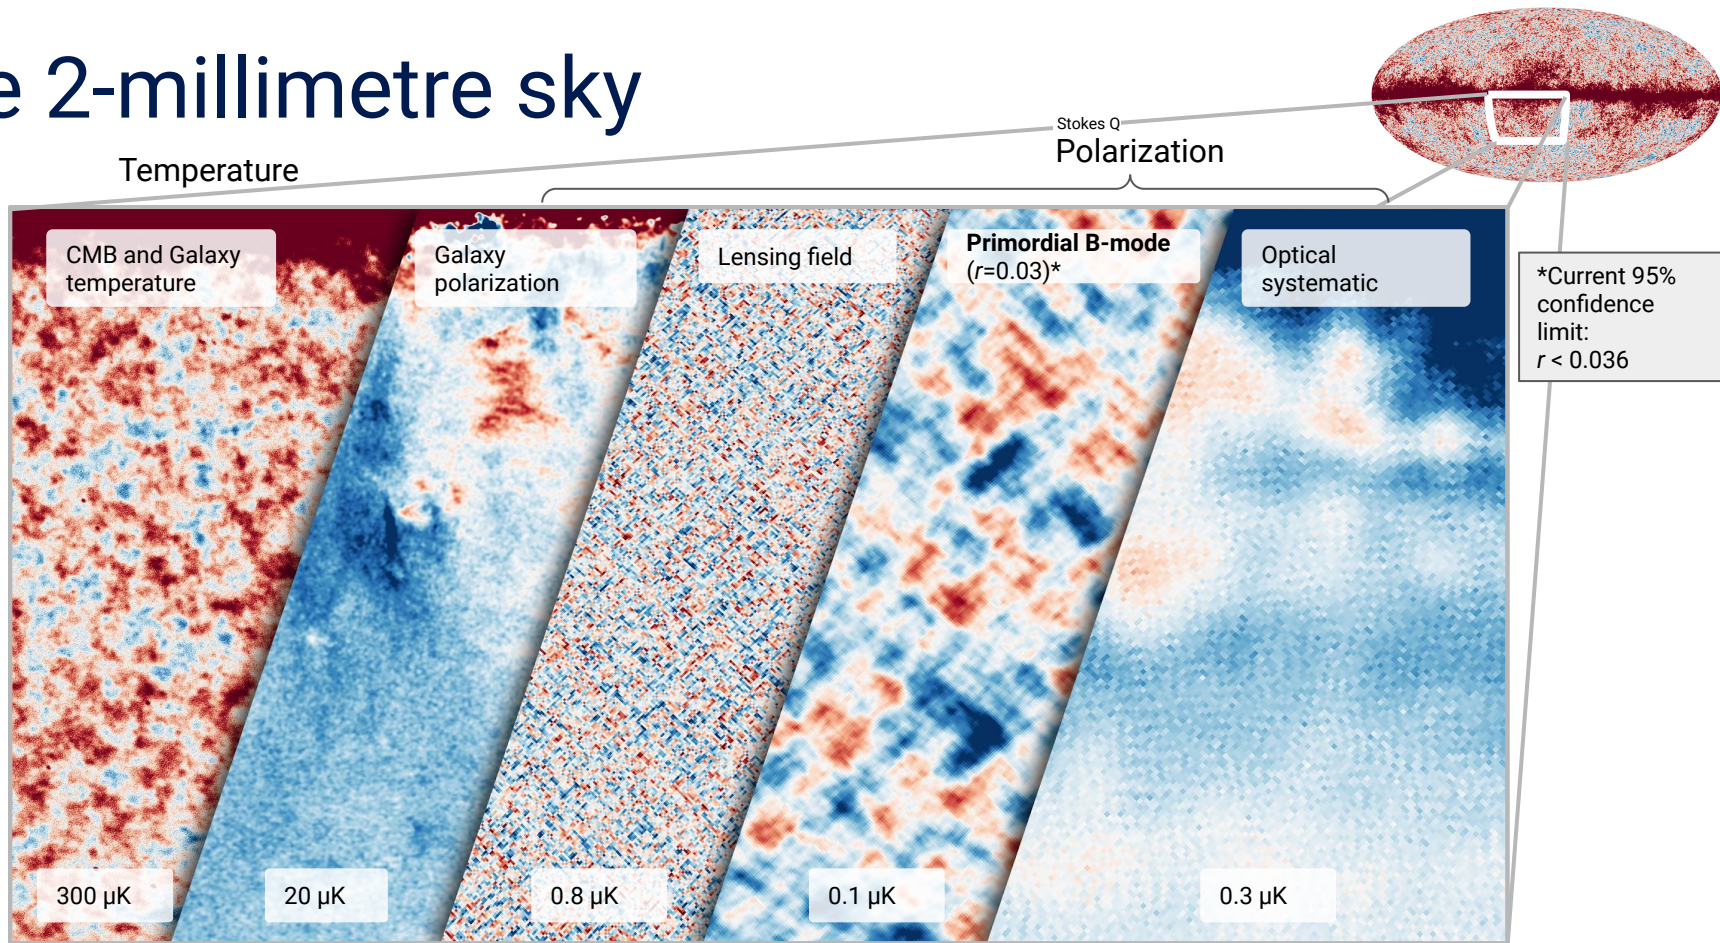 e 2-millimetre sky
Temperature
Stokes Q
Polarization
CMB and Galaxy
temperature
Galaxy
polarization
Lensing field
Primordial B-mode
(r=0.03)*
Optical
systematic
*Current 95%
confidence
limit:
r < 0.036
300 µK
20 µK
0.8 µK
0.1 µK
0.3 µK